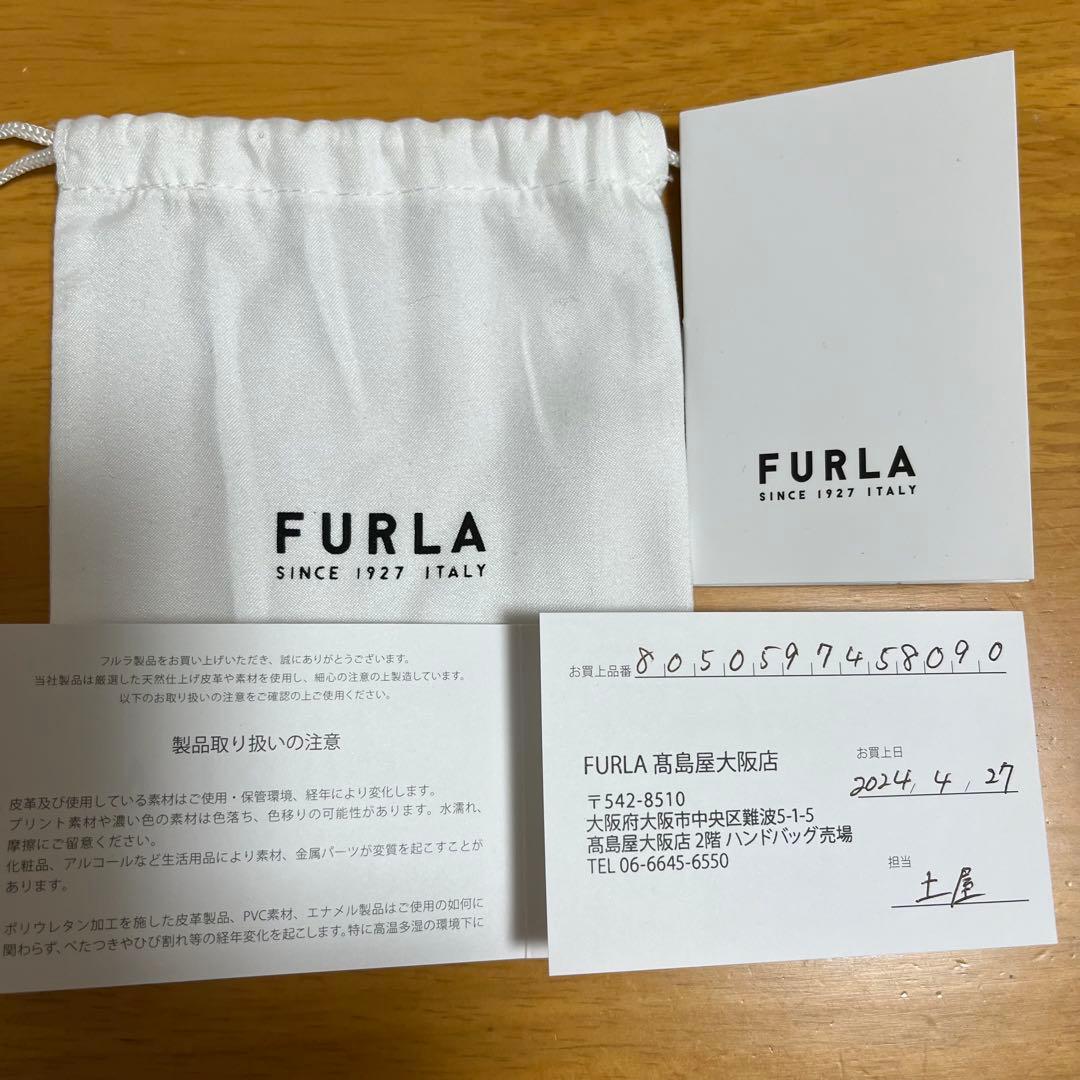 FURLA
SINCE 1927 ITALY
FURLA
SINCE 1927 ITALY
フルラ製品をお買い上げいただき、誠にありがとうございます。
当社製品は厳選した天然仕上げ皮革や素材を使用し、細心の注意の上製造しています。
以下のお取り扱いの注意をご確認の上ご使用ください。
製品取り扱いの注意
皮革及び使用している素材はご使用・保管環境、経年により変化します。
プリント素材や濃い色の素材は色落ち、色移りの可能性があります。水濡れ、
摩擦にご留意ください。
化粧品、アルコールなど生活用品により素材、金属パーツが変質を起こすことが
あります。
ポリウレタン加工を施した皮革製品、PVC素材、エナメル製品はご使用の如何に
関わらず、べたつきやひび割れ等の経年変化を起こします。特に高温多湿の環境下に
お買上品番 8050597458090
FURLA 髙島屋大阪店
〒542-8510
大阪府大阪市中央区難波5-1-5
髙島屋大阪店 2階 ハンドバッグ売場
TEL 06-6645-6550
お買上日
2024, 4, 27
担当
土屋